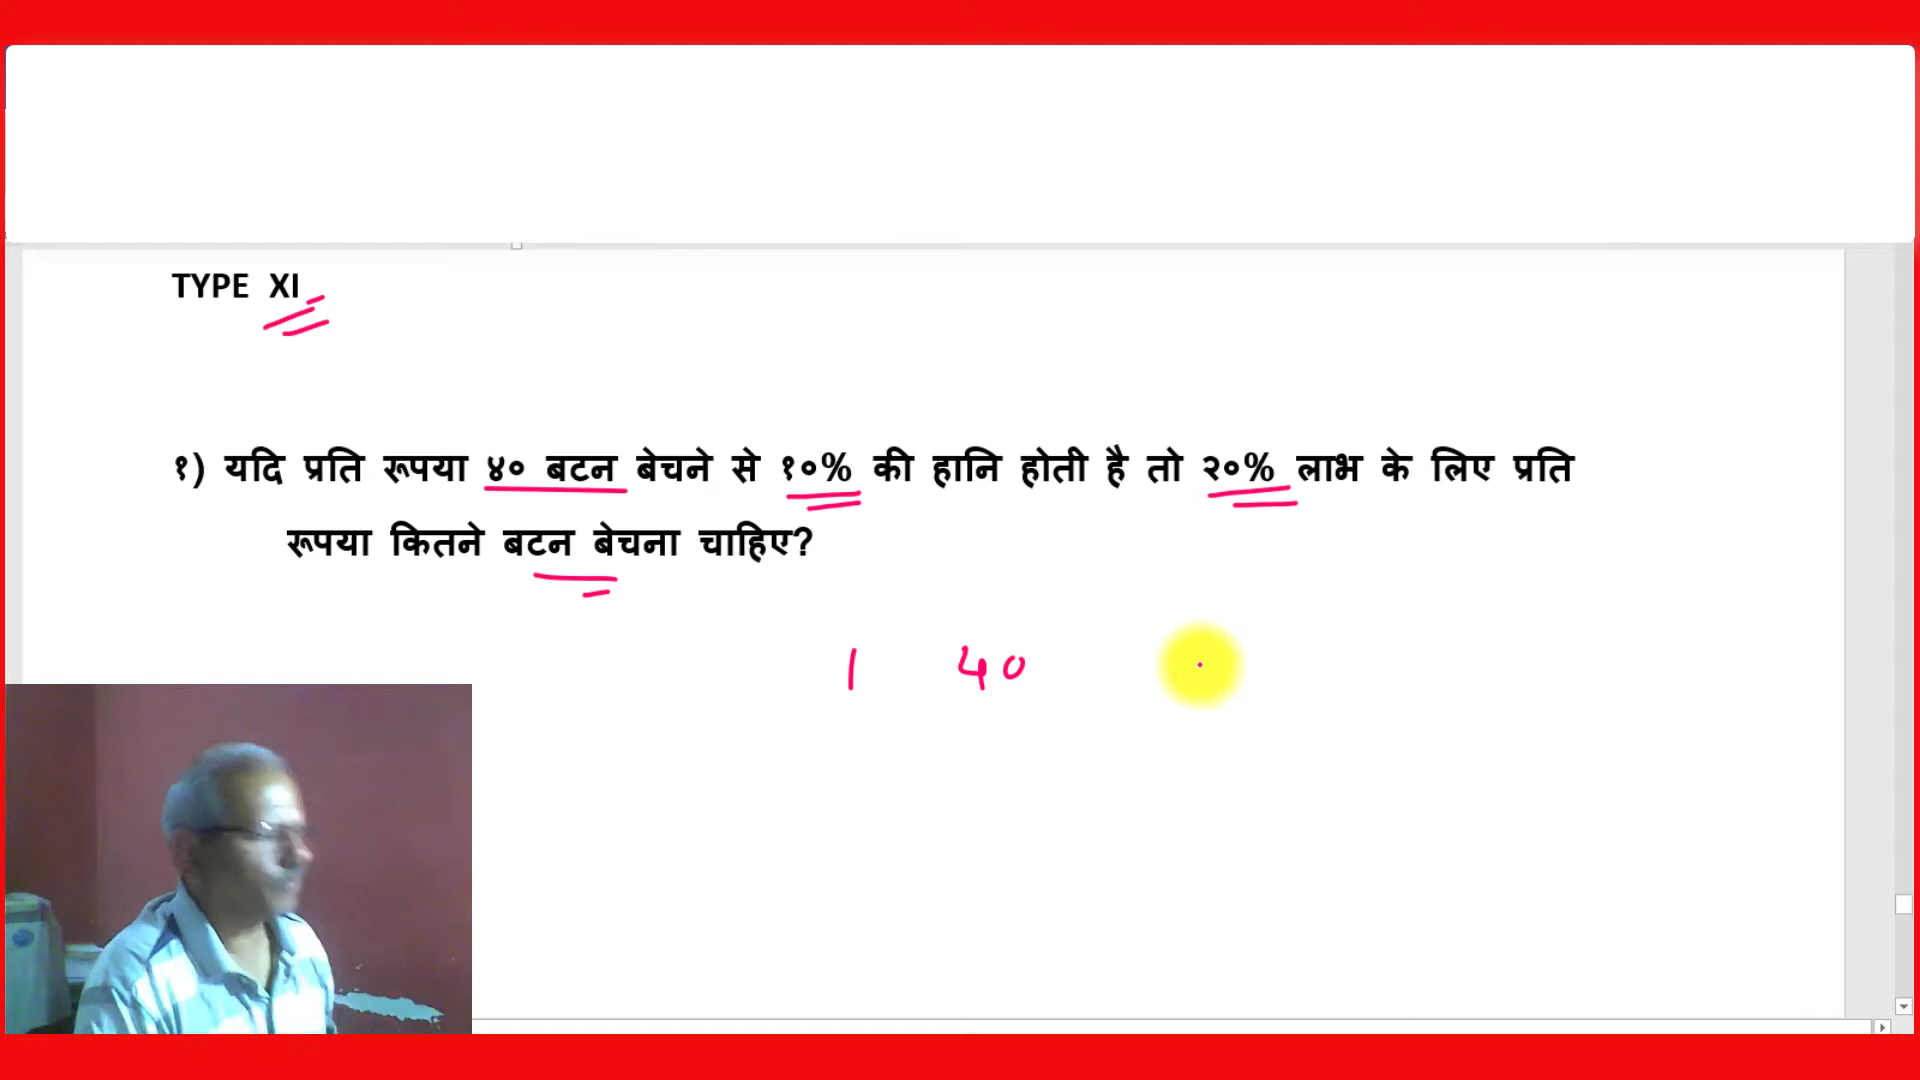 TYPE XI
१) यदि प्रति रूपया ४० बटन बेचने से १०% की हानि होती है तो २०% लाभ के लिए प्रति
रूपया कितने बटन बेचना चाहिए?
1 40